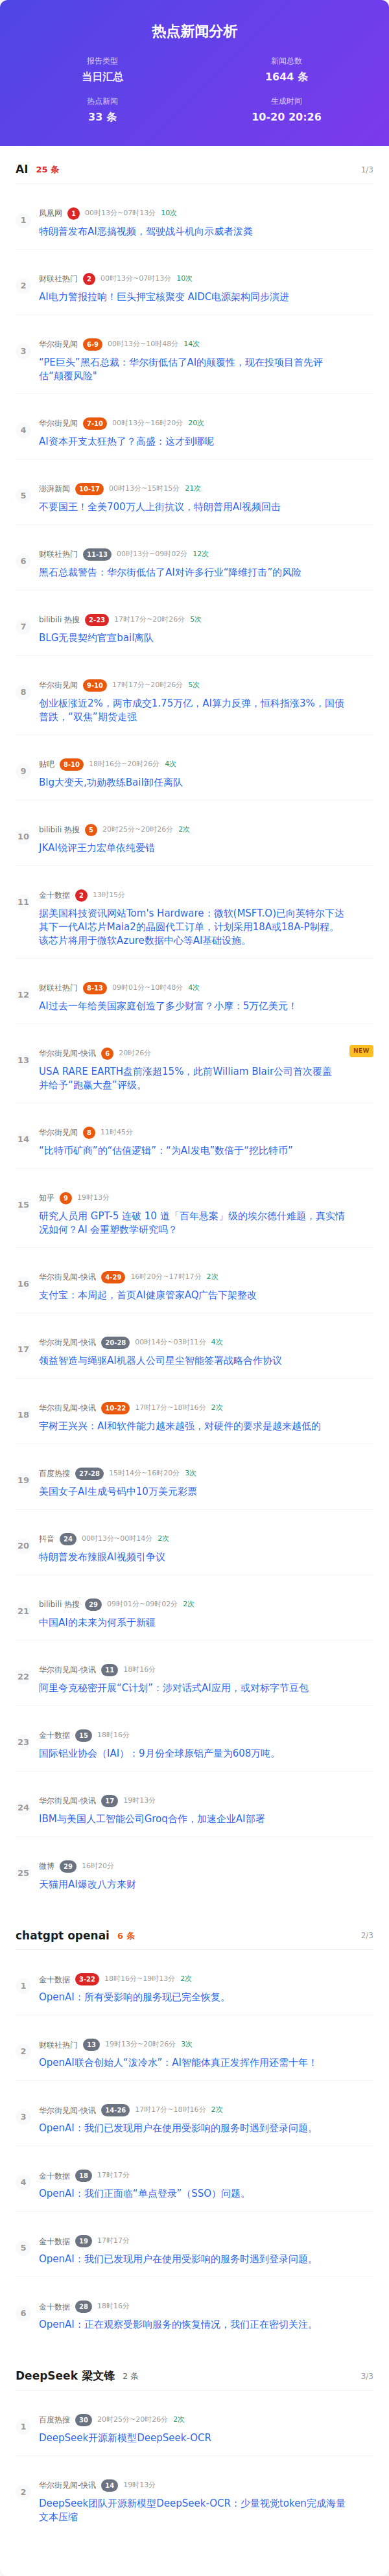 热点新闻分析
报告类型
当日汇总
新闻总数
1644 条
热点新闻
33 条
生成时间
10-20 20:26
AI 25 条 1/3
1 凤凰网 1 00时13分~07时13分 10次
特朗普发布AI恶搞视频，驾驶战斗机向示威者泼粪
2 财联社热门 2 00时13分~07时13分 10次
AI电力警报拉响！巨头押宝核聚变 AIDC电源架构同步演进
3 华尔街见闻 6-9 00时13分~10时48分 14次
“PE巨头”黑石总裁：华尔街低估了AI的颠覆性，现在投项目首先评
估“颠覆风险"
4 华尔街见闻 7-10 00时13分~16时20分 20次
AI资本开支太狂热了？高盛：这才到哪呢
5 澎湃新闻 10-17 00时13分~15时15分 21次
不要国王！全美700万人上街抗议，特朗普用AI视频回击
6 财联社热门 11-13 00时13分~09时02分 12次
黑石总裁警告：华尔街低估了AI对许多行业“降维打击”的风险
7 bilibili 热搜 2-23 17时17分~20时26分 5次
BLG无畏契约官宣bail离队
8 华尔街见闻 9-10 17时17分~20时26分 5次
创业板涨近2%，两市成交1.75万亿，AI算力反弹，恒科指涨3%，国债
普跌，“双焦”期货走强
9 贴吧 8-10 18时16分~20时26分 4次
Blg大变天,功勋教练Bail卸任离队
10 bilibili 热搜 5 20时25分~20时26分 2次
JKAI锐评王力宏单依纯爱错
11 金十数据 2 13时15分
据美国科技资讯网站Tom's Hardware：微软(MSFT.O)已向英特尔下达
其下一代AI芯片Maia2的晶圆代工订单，计划采用18A或18A-P制程。
该芯片将用于微软Azure数据中心等AI基础设施。
12 财联社热门 8-13 09时01分~10时48分 4次
AI过去一年给美国家庭创造了多少财富？小摩：5万亿美元！
13 华尔街见闻-快讯 6 20时26分 NEW
USA RARE EARTH盘前涨超15%，此前William Blair公司首次覆盖
并给予“跑赢大盘”评级。
14 华尔街见闻 8 11时45分
“比特币矿商”的“估值逻辑”：“为AI发电”数倍于“挖比特币”
15 知乎 9 19时13分
研究人员用 GPT-5 连破 10 道「百年悬案」级的埃尔德什难题，真实情
况如何？AI 会重塑数学研究吗？
16 华尔街见闻-快讯 4-29 16时20分~17时17分 2次
支付宝：本周起，首页AI健康管家AQ广告下架整改
17 华尔街见闻-快讯 20-28 00时14分~03时11分 4次
领益智造与绳驱AI机器人公司星尘智能签署战略合作协议
18 华尔街见闻-快讯 10-22 17时17分~18时16分 2次
宇树王兴兴：AI和软件能力越来越强，对硬件的要求是越来越低的
19 百度热搜 27-28 15时14分~16时20分 3次
美国女子AI生成号码中10万美元彩票
20 抖音 24 00时13分~00时14分 2次
特朗普发布辣眼AI视频引争议
21 bilibili 热搜 29 09时01分~09时02分 2次
中国AI的未来为何系于新疆
22 华尔街见闻-快讯 11 18时16分
阿里夸克秘密开展“C计划”：涉对话式AI应用，或对标字节豆包
23 金十数据 15 18时16分
国际铝业协会（IAI）：9月份全球原铝产量为608万吨。
24 华尔街见闻-快讯 17 19时13分
IBM与美国人工智能公司Groq合作，加速企业AI部署
25 微博 29 16时20分
天猫用AI爆改八方来财
chatgpt openai 6 条 2/3
1 金十数据 3-22 18时16分~19时13分 2次
OpenAI：所有受影响的服务现已完全恢复。
2 财联社热门 13 19时13分~20时26分 3次
OpenAI联合创始人“泼冷水”：AI智能体真正发挥作用还需十年！
3 华尔街见闻-快讯 14-26 17时17分~18时16分 2次
OpenAI：我们已发现用户在使用受影响的服务时遇到登录问题。
4 金十数据 18 17时17分
OpenAI：我们正面临“单点登录”（SSO）问题。
5 金十数据 19 17时17分
OpenAI：我们已发现用户在使用受影响的服务时遇到登录问题。
6 金十数据 28 18时16分
OpenAI：正在观察受影响服务的恢复情况，我们正在密切关注。
DeepSeek 梁文锋 2 条 3/3
1 百度热搜 30 20时25分~20时26分 2次
DeepSeek开源新模型DeepSeek-OCR
2 华尔街见闻-快讯 14 19时13分
DeepSeek团队开源新模型DeepSeek-OCR：少量视觉token完成海量
文本压缩